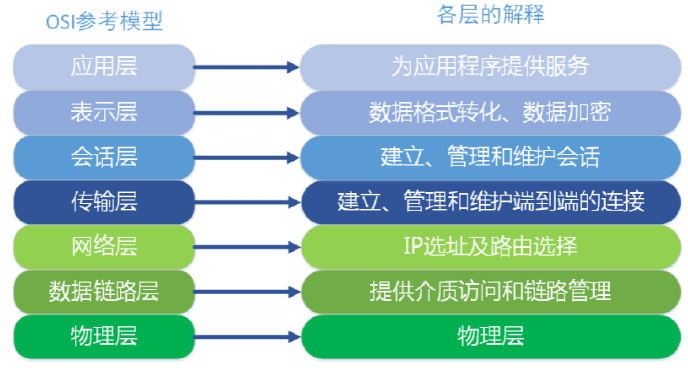 OSI参考模型 各层的解释
应用层 为应用程序提供服务
表示层 数据格式转化、数据加密
会话层 建立、管理和维护会话
传输层 建立、管理和维护端到端的连接
网络层 IP选址及路由选择
数据链路层 提供介质访问和链路管理
物理层 物理层